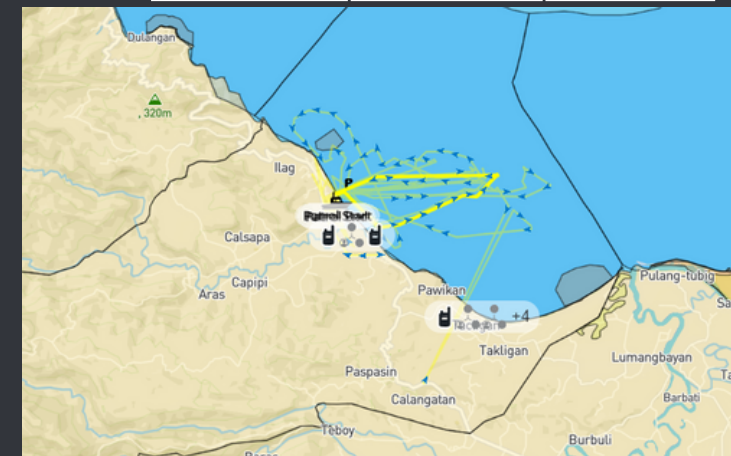 Dulangan
, 320m
Ilag
P
Calsapa
Capipi
Aras
Pawikan
Pulang-tubig
+4
Takligan
Lumangbayan
Paspasin
Calangatan
Barbati
Teboy
Burbuli